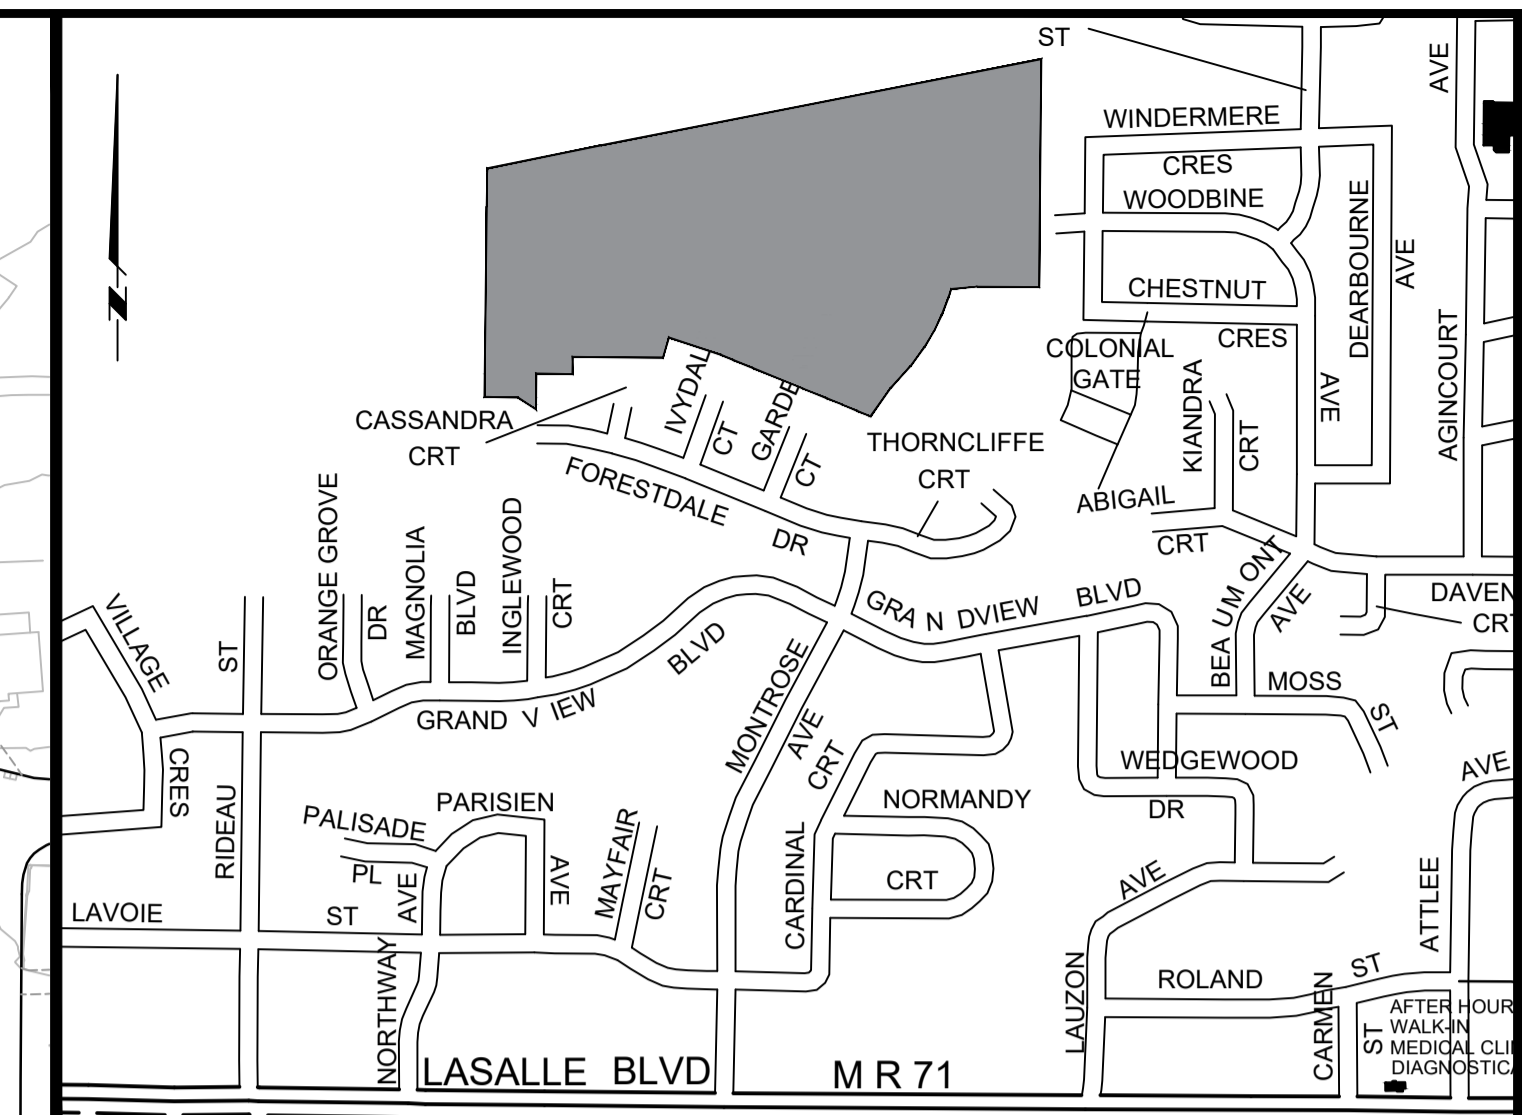 ST
AVE
WINDERMERE
CRES
WOODBINE
DEARBOURNE
AVE
CHESTNUT
CRES
COLONIAL
GATE
AGINCOURT
AVE
KIANDRA
CRT
IVYDAL
CT
GARDE
CT
CASSANDRA
CRT
THORNCLIFFE
CRT
FORESTDALE
DR
ABIGAIL
CRT
ORANGE GROVE
DR
MAGNOLIA
BLVD
INGLEWOOD
CRT
VILLAGE
CRES
ST
RIDEAU
GRAND V IEW
BLVD
GRA N DVIEW BLVD
BEA UM ONT
AVE
DAVEN
CRT
MOSS
ST
MONTROSE
AVE
CRT
CARDINAL
WEDGEWOOD
DR
NORMANDY
CRT
PALISADE
PL
PARISIEN
AVE
AVE
NORTHWAY
MAYFAIR
CRT
LAVOIE
ST
AVE
LAUZON
AVE
ATTLEE
ROLAND
ST
CARMEN
ST
AFTER HOUR
WALK-IN
MEDICAL CLI
DIAGNOSTICA
LASALLE BLVD
M R 71
N